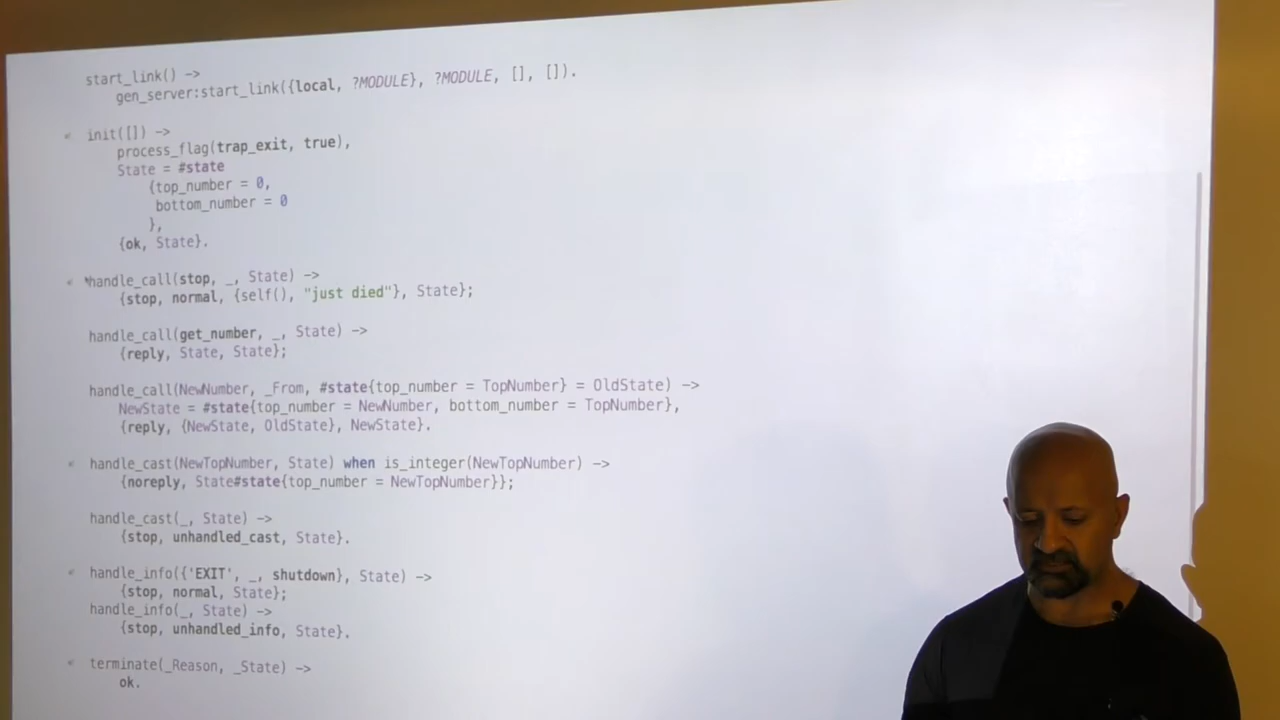 start_link() ->
gen_server:start_link({local, ?MODULE}, ?MODULE, [], []).
init([]) ->
process_flag(trap_exit, true),
State = #state
{top_number = 0,
bottom_number = 0
},
{ok, State}.
handle_call(stop, _, State) ->
{stop, normal, {self(), "just died"}, State};
handle_call(get_number, _, State) ->
{reply, State, State};
handle_call(NewNumber, _From, #state{top_number = TopNumber} = OldState) ->
NewState = #state{top_number = NewNumber, bottom_number = TopNumber},
{reply, {NewState, OldState}, NewState}.
handle_cast(NewTopNumber, State) when is_integer(NewTopNumber) ->
{noreply, State#state{top_number = NewTopNumber}};
handle_cast(_, State) ->
{stop, unhandled_cast, State}.
handle_info({'EXIT', _, shutdown}, State) ->
{stop, normal, State};
handle_info(_, State) ->
{stop, unhandled_info, State}.
terminate(_Reason, _State) ->
ok.